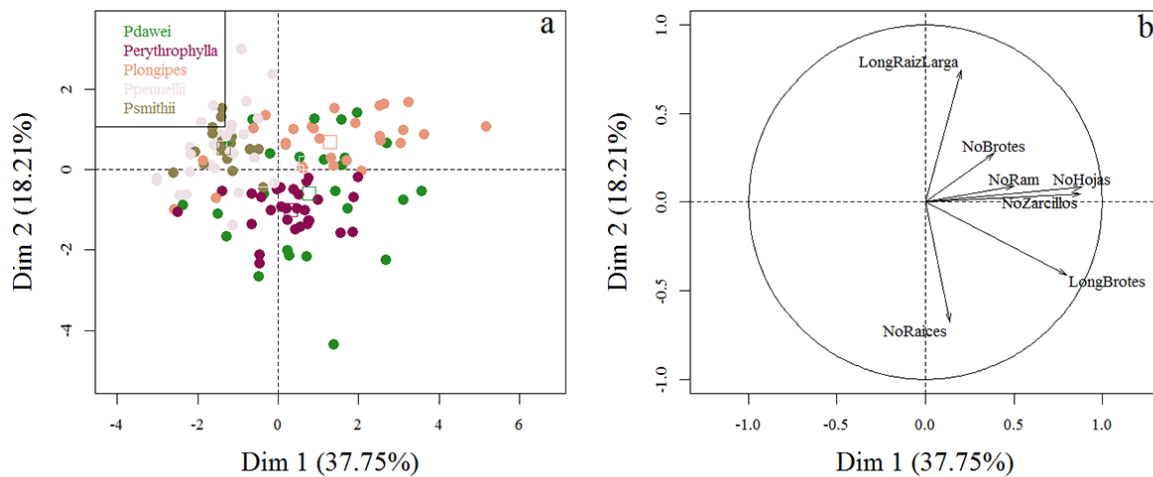 a
Pdawei
Perythrophylla
Plongipes
Ppennellii
Psmithii
Dim 2 (18.21%)
2
0
-2
-4
-4
-2
0
2
4
6
Dim 1 (37.75%)
b
LongRaizLarga
NoBrotes
NoRam
NoHojas
NoZarcillos
LongBrotes
NoRaices
Dim 2 (18.21%)
1.0
0.5
0.0
-0.5
-1.0
-1.0
-0.5
0.0
0.5
1.0
Dim 1 (37.75%)